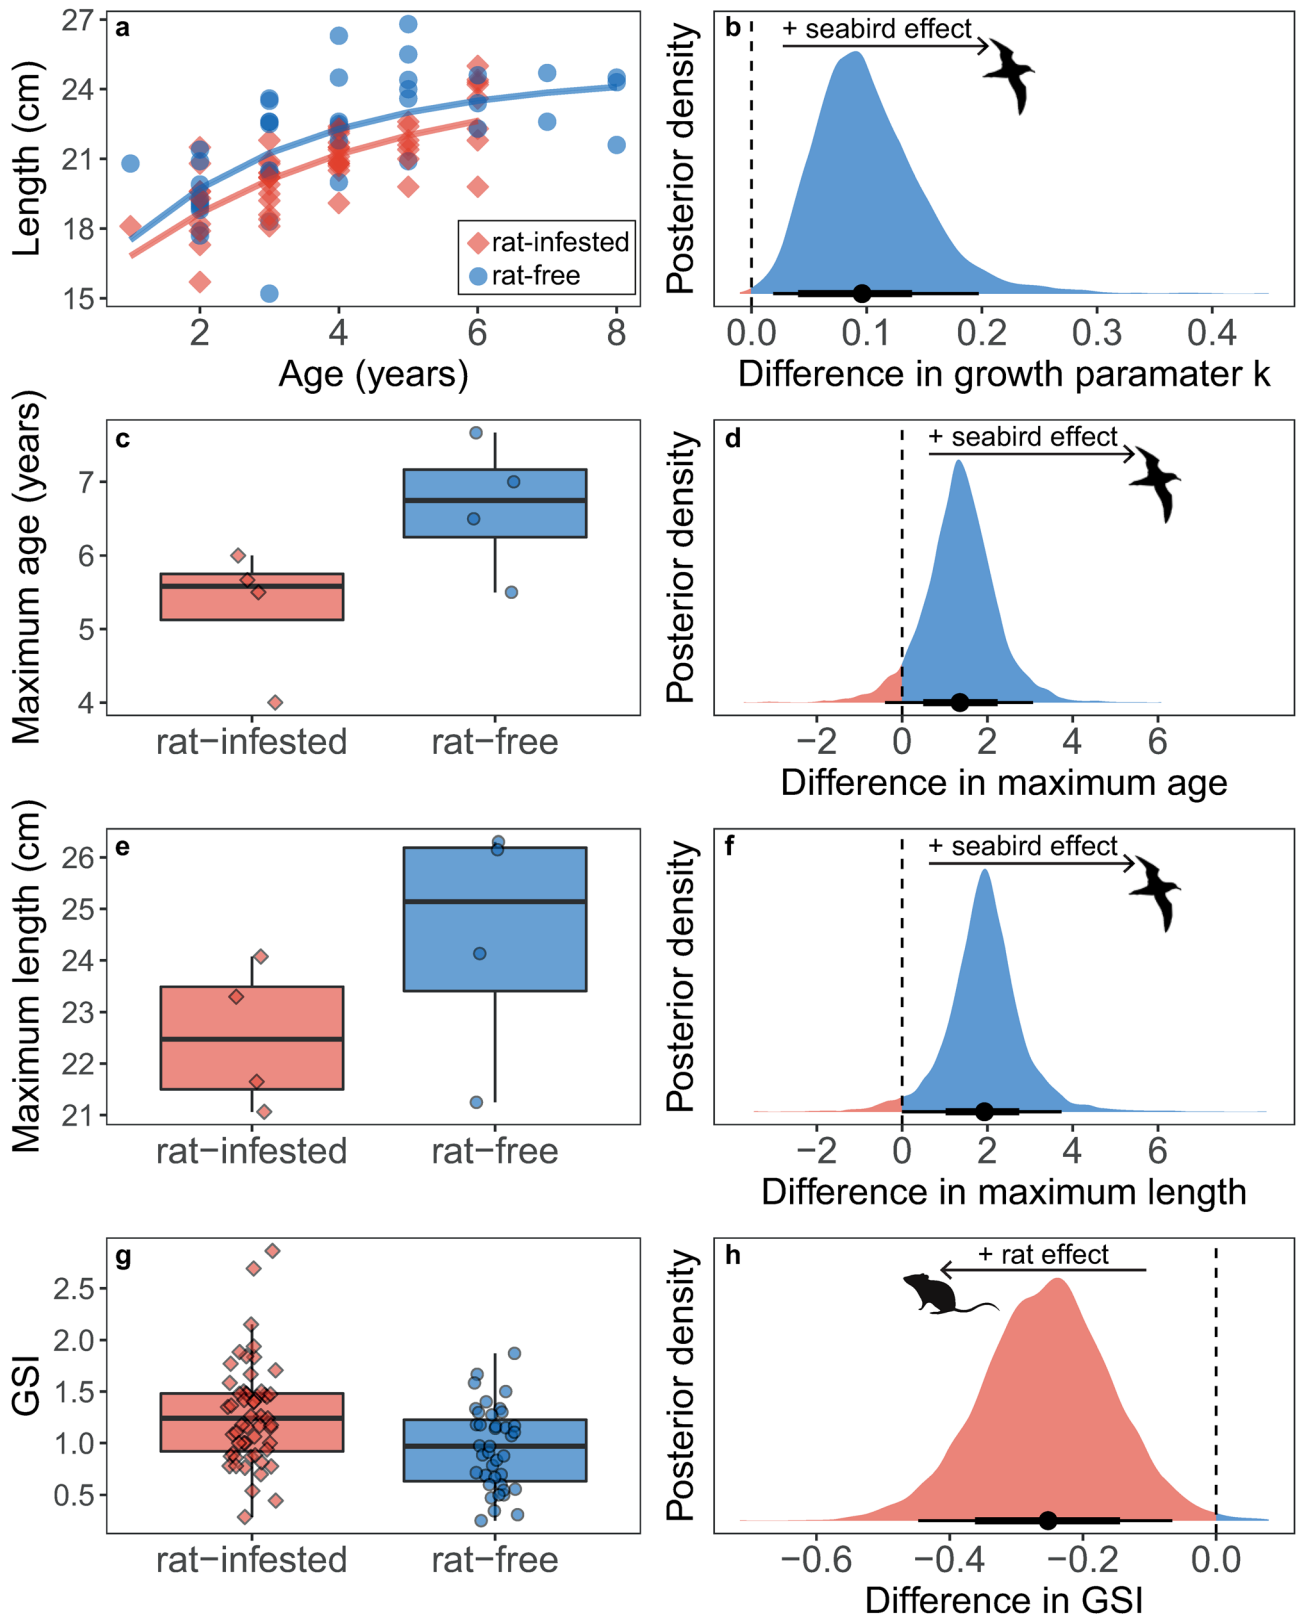 a
27
24
21
18
15
Length (cm)
rat-infested
rat-free
2
4
6
8
Age (years)
b
+ seabird effect
Posterior density
0.0
0.1
0.2
0.3
0.4
Difference in growth paramater k
c
7
6
5
4
Maximum age (years)
rat−infested
rat−free
d
+ seabird effect
Posterior density
−2
0
2
4
6
Difference in maximum age
e
26
25
24
23
22
21
Maximum length (cm)
rat−infested
rat−free
f
+ seabird effect
Posterior density
−2
0
2
4
6
Difference in maximum length
g
2.5
2.0
1.5
1.0
0.5
GSI
rat−infested
rat−free
h
+ rat effect
Posterior density
−0.6
−0.4
−0.2
0.0
Difference in GSI